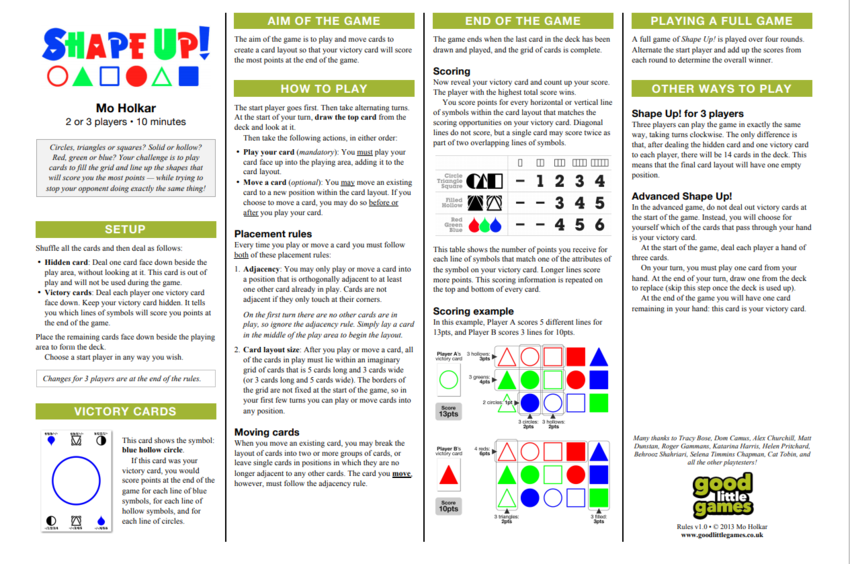 SHAPE UP!
Mo Holkar
2 or 3 players • 10 minutes
Circles, triangles or squares? Solid or hollow?
Red, green or blue? Your challenge is to play
cards to fill the grid and line up the shapes that
will score you the most points — while trying to
stop your opponent doing exactly the same thing!
SETUP
Shuffle all the cards and then deal as follows:
• Hidden card: Deal one card face down beside the
play area, without looking at it. This card is out of
play and will not be used during the game.
• Victory cards: Deal each player one victory card
face down. Keep your victory card hidden. It tells
you which lines of symbols will score you points at
the end of the game.
Place the remaining cards face down beside the playing
area to form the deck.
Choose a start player in any way you wish.
Changes for 3 players are at the end of the rules.
VICTORY CARDS
This card shows the symbol:
blue hollow circle.
If this card was your
victory card, you would
score points at the end of the
game for each line of blue
symbols, for each line of
hollow symbols, and for
each line of circles.
AIM OF THE GAME
The aim of the game is to play and move cards to
create a card layout so that your victory card will score
the most points at the end of the game.
HOW TO PLAY
The start player goes first. Then take alternating turns.
At the start of your turn, draw the top card from the
deck and look at it.
Then take the following actions, in either order:
• Play your card (mandatory): You must play your
card face up into the playing area, adding it to the
card layout.
• Move a card (optional): You may move an existing
card to a new position within the card layout. If you
choose to move a card, you may do so before or
after you play your card.
Placement rules
Every time you play or move a card you must follow
both of these placement rules:
1. Adjacency: You may only play or move a card into
a position that is orthogonally adjacent to at least
one other card already in play. Cards are not
adjacent if they only touch at their corners.
On the first turn there are no other cards are in
play, so ignore the adjacency rule. Simply lay a card
in the middle of the play area to begin the layout.
2. Card layout size: After you play or move a card, all
of the cards in play must lie within an imaginary
grid of cards that is 5 cards long and 3 cards wide
(or 3 cards long and 5 cards wide). The borders of
the grid are not fixed at the start of the game, so in
your first few turns you can play or move cards into
any position.
Moving cards
When you move an existing card, you may break the
layout of cards into two or more groups of cards, or
leave single cards in positions in which they are no
longer adjacent to any other cards. The card you move,
however, must follow the adjacency rule.
END OF THE GAME
The game ends when the last card in the deck has been
drawn and played, and the grid of cards is complete.
Scoring
Now reveal your victory card and count up your score.
The player with the highest total score wins.
You score points for every horizontal or vertical line
of symbols within the card layout that matches the
scoring opportunities on your victory card. Diagonal
lines do not score, but a single card may score twice as
part of two overlapping lines of symbols.
Circle
Triangle
Square
– 1 2 3 4
Filled
Hollow
– – 3 4 5
Red
Green
Blue
– – 4 5 6
This table shows the number of points you receive for
each line of symbols that match one of the attributes of
the symbol on your victory card. Longer lines score
more points. This scoring information is repeated on
the top and bottom of every card.
Scoring example
In this example, Player A scores 5 different lines for
13pts, and Player B scores 3 lines for 10pts.
Player A's
victory card
3 hollows:
3pts
3 greens:
4pts
2 circles: 1pt
Score
13pts
3 circles:
2pts
3 hollows:
3pts
Player B's
victory card
4 reds:
5pts
Score
10pts
3 triangles:
2pts
3 filled:
3pts
PLAYING A FULL GAME
A full game of Shape Up! is played over four rounds.
Alternate the start player and add up the scores from
each round to determine the overall winner.
OTHER WAYS TO PLAY
Shape Up! for 3 players
Three players can play the game in exactly the same
way, taking turns clockwise. The only difference is
that, after dealing the hidden card and one victory card
to each player, there will be 14 cards in the deck. This
means that the final card layout will have one empty
position.
Advanced Shape Up!
In the advanced game, do not deal out victory cards at
the start of the game. Instead, you will choose for
yourself which of the cards that pass through your hand
is your victory card.
At the start of the game, deal each player a hand of
three cards.
On your turn, you must play one card from your
hand. At the end of your turn, draw one from the deck
to replace (skip this step once the deck is used up).
At the end of the game you will have one card
remaining in your hand: this card is your victory card.
Many thanks to Tracy Bose, Dom Camus, Alex Churchill, Matt
Dunstan, Roger Gammans, Katarina Harris, Helen Pritchard,
Behrooz Shahriari, Selena Timmins Chapman, Cat Tobin, and
all the other playtesters!
good
little
games
Rules v1.0 • © 2013 Mo Holkar
www.goodlittlegames.co.uk